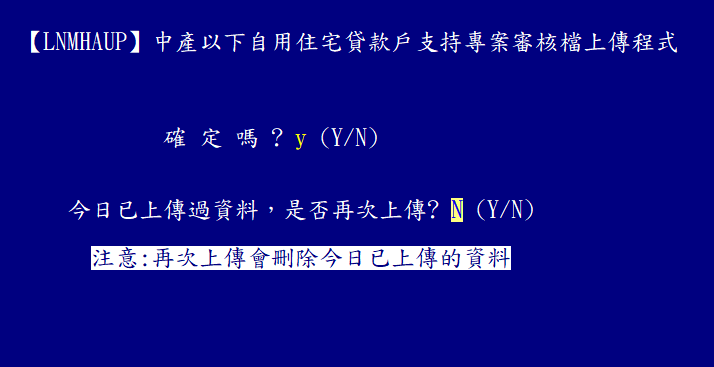 【LNMHAUP】中產以下自用住宅貸款戶支持專案審核檔上傳程式
確 定 嗎 ? y (Y/N)
今日已上傳過資料，是否再次上傳? N (Y/N)
注意:再次上傳會刪除今日已上傳的資料